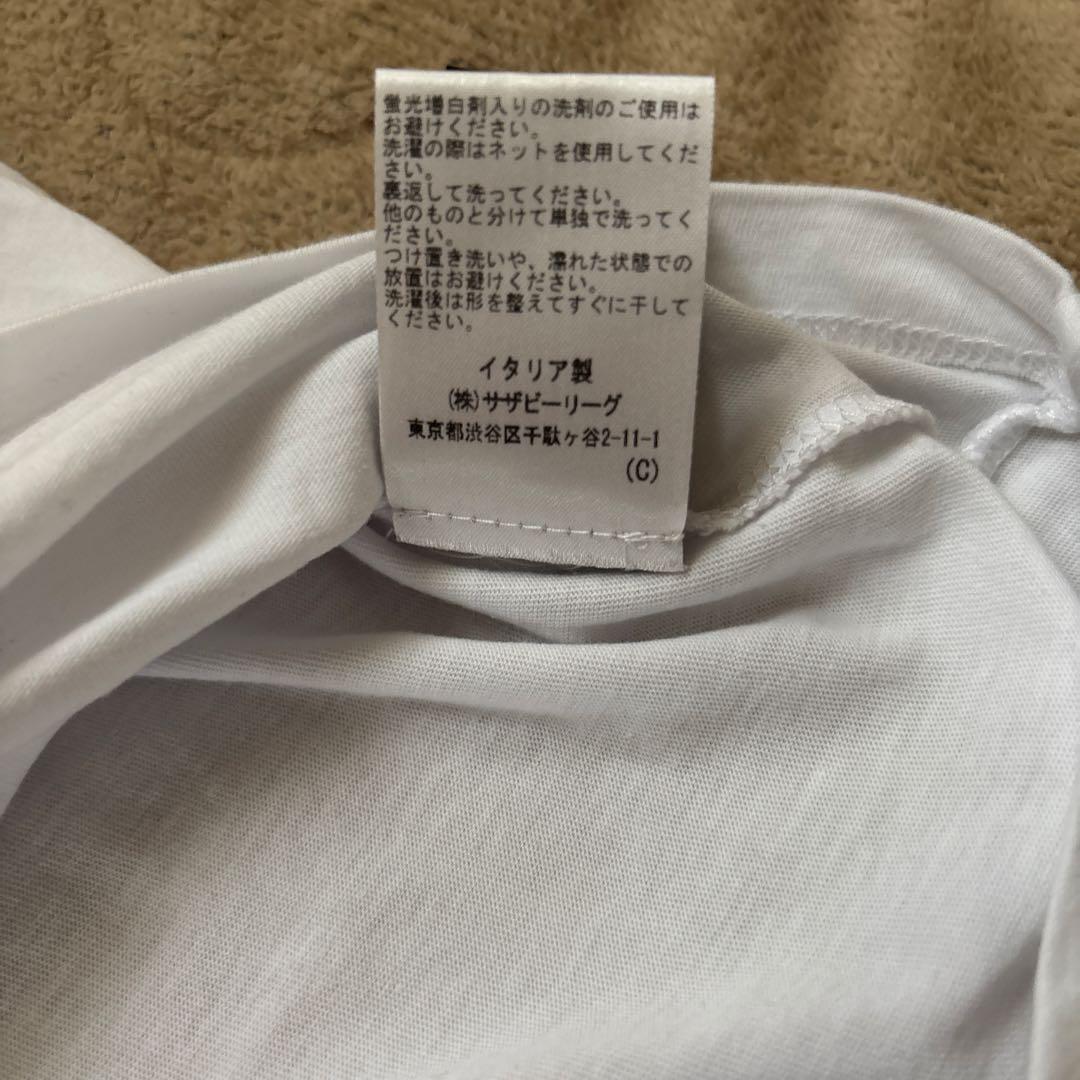 蛍光増白剤入りの洗剤のご使用は
お避けください。
洗濯の際はネットを使用してくだ
さい。
裏返して洗ってください。
他のものと分けて単独で洗ってく
ださい。
つけ置き洗いや、濡れた状態での
放置はお避けください。
洗濯後は形を整えてすぐに干して
ください。
イタリア製
(株)サザビーリーグ
東京都渋谷区千駄ヶ谷2-11-1
(C)